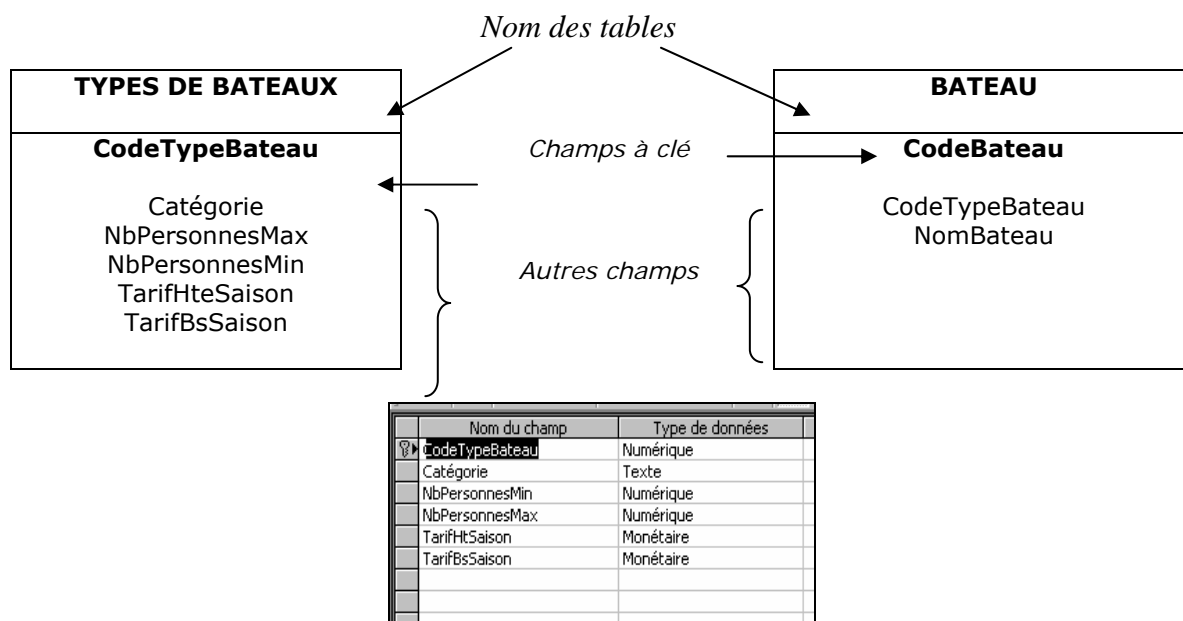 Nom des tables
TYPES DE BATEAUX
BATEAU
CodeTypeBateau
Champs à clé
CodeBateau
Catégorie
NbPersonnesMax
NbPersonnesMin
TarifHteSaison
TarifBsSaison
Autres champs
CodeTypeBateau
NomBateau
Nom du champ Type de données
CodeTypeBateau Numérique
Catégorie Texte
NbPersonnesMin Numérique
NbPersonnesMax Numérique
TarifHtSaison Monétaire
TarifBsSaison Monétaire